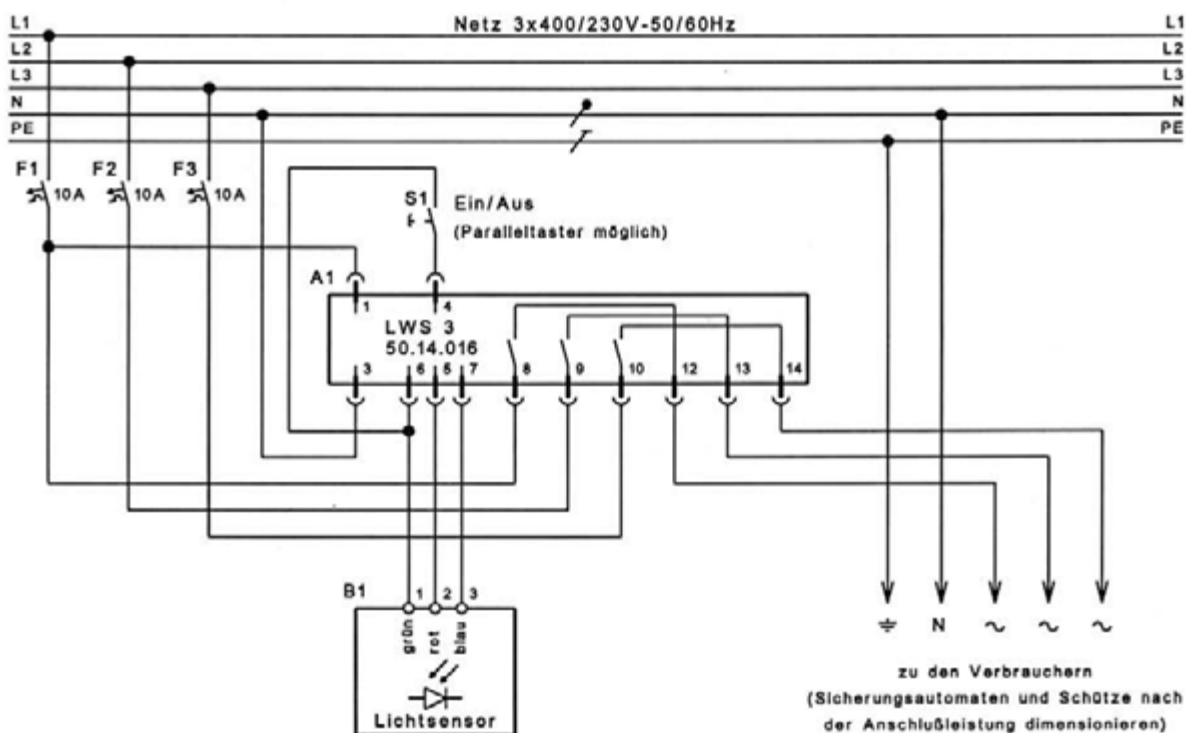 L1 Netz 3x400/230V-50/60Hz L1
L2 L2
L3 L3
N N
PE PE
F1 10A F2 10A F3 10A
S1 Ein/Aus
(Paralleltaster möglich)
A1
1 4
LWS 3
50.14.016
3 6 5 7 8 9 10 12 13 14
B1 1 2 3
grün rot blau
Lichtsensor
N
zu den Verbrauchern
(Sicherungsautomaten und Schütze nach
der Anschlußleistung dimensionieren)